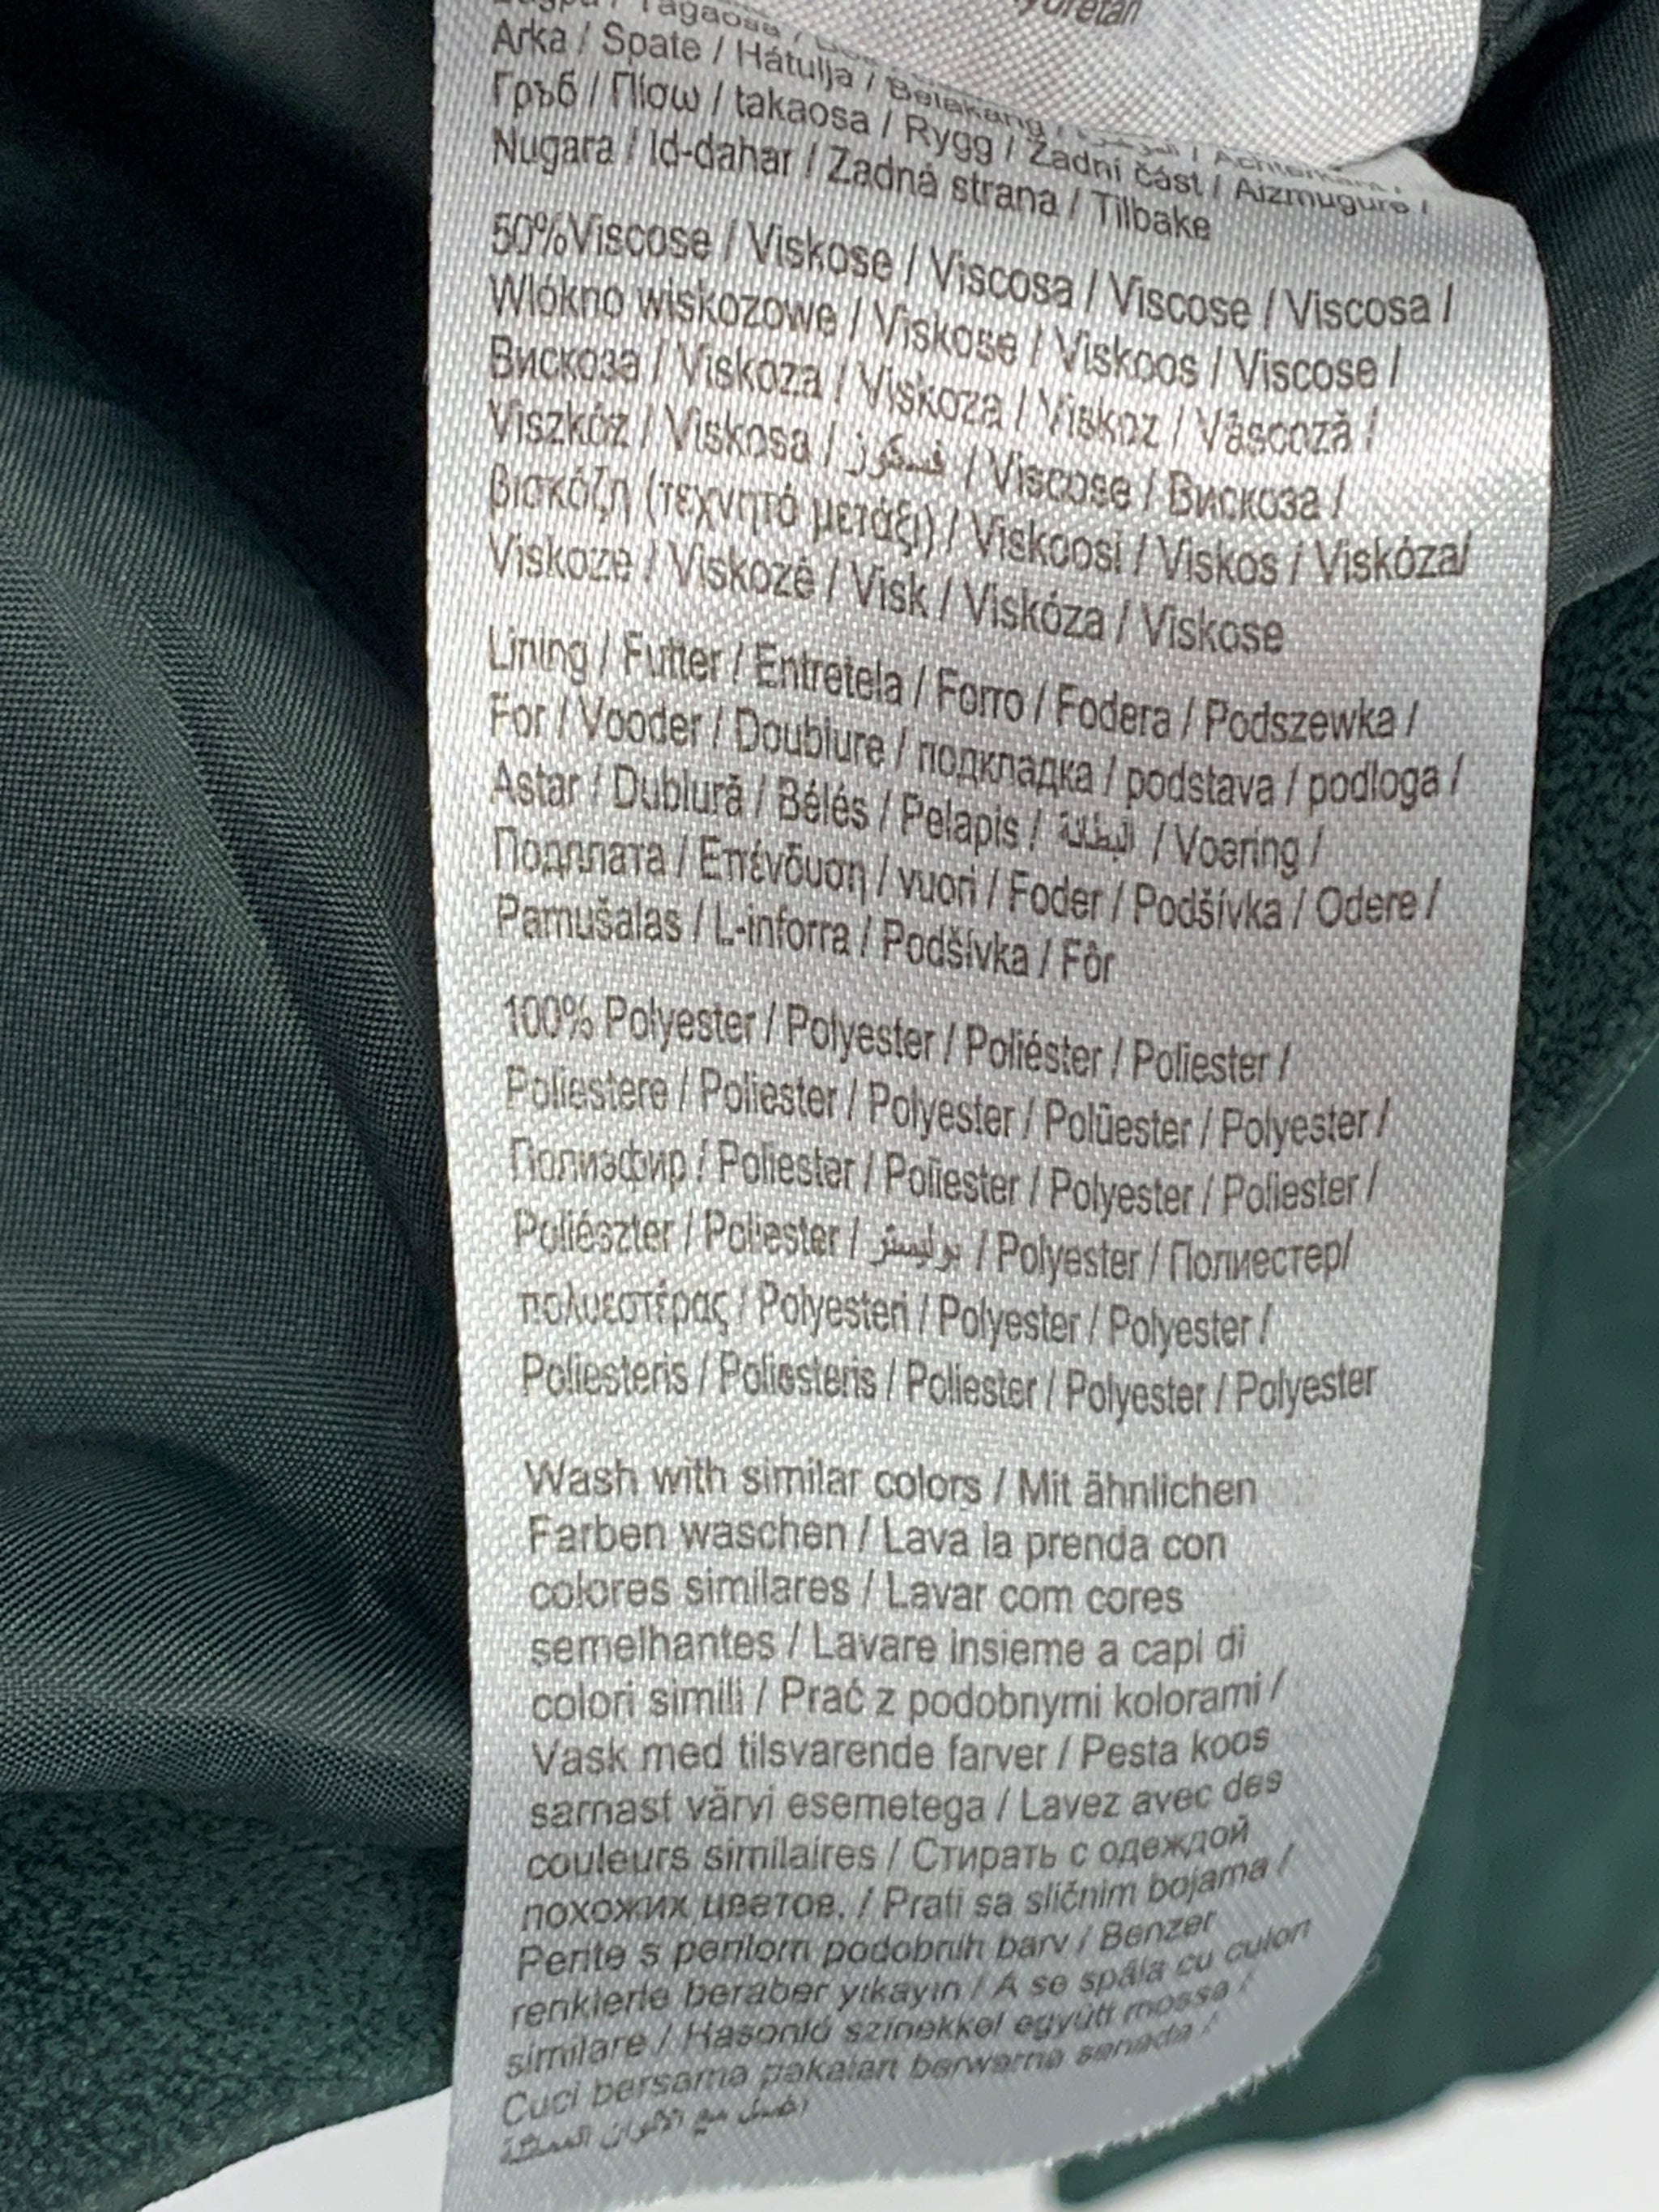 Arka / Spate / Hátulja / Belakang /
Гръб / Πίσω / takaosa / Rygg / Zadní část / Aizmugure /
Nugara / Id-dahar / Zadná strana / Tilbake
50%Viscose / Viskose / Viscosa / Viscose / Viscosa /
Włókno wiskozowe / Viskose / Viskoos / Viscose /
Вискоза / Viskoza / Viskoza / Viskoz / Vâscoză /
Viszkóz / Viskosa / فسكوز / Viscose / Вискоза /
βισκόζη (τεχνητό μετάξι) / Viskoosi / Viskos / Viskóza/
Viskoze / Viskozė / Visk / Viskóza / Viskose
Lining / Futter / Entretela / Forro / Fodera / Podszewka /
For / Vooder / Doublure / подкладка / podstava / podloga /
Astar / Dublură / Bélés / Pelapis / البطانة / Voering /
Подплата / Επένδυση / vuori / Foder / Podšívka / Odere /
Pamušalas / L-inforra / Podšívka / Fôr
100% Polyester / Polyester / Poliéster / Poliester /
Poliestere / Poliester / Polyester / Polüester / Polyester /
Полиэфир / Poliester / Poliester / Polyester / Poliester /
Poliészter / Poliester / بوليستر / Polyester / Полиестер/
πολυεστέρας / Polyesteri / Polyester / Polyester /
Poliesteris / Poliesteris / Poliester / Polyester / Polyester
Wash with similar colors / Mit ähnlichen
Farben waschen / Lava la prenda con
colores similares / Lavar com cores
semelhantes / Lavare insieme a capi di
colori simili / Prać z podobnymi kolorami /
Vask med tilsvarende farver / Pesta koos
sarnast värvi esemetega / Lavez avec des
couleurs similaires / Стирать с одеждой
похожих цветов. / Prati sa sličnim bojama /
Perite s perilom podobnih barv / Benzer
renklerle beraber yıkayın / A se spăla cu culori
similare / Hasonló színekkel együtt mossa /
Cuci bersama pakaian berwarna senada /
اغسل مع الألوان المماثلة